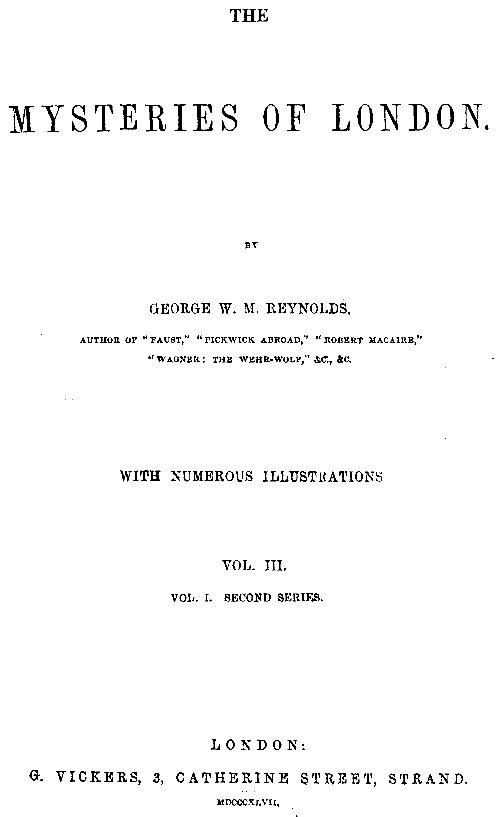 THE
MYSTERIES OF LONDON.
BY
GEORGE W. M. REYNOLDS,
AUTHOR OF "FAUST," "PICKWICK ABROAD," "ROBERT MACAIRE,"
"WAGNER: THE WEHR-WOLF," &C., &C.
WITH NUMEROUS ILLUSTRATIONS
VOL. III.
VOL. I. SECOND SERIES.
LONDON:
G. VICKERS, 3, CATHERINE STREET, STRAND.
MDCCCXLVII.